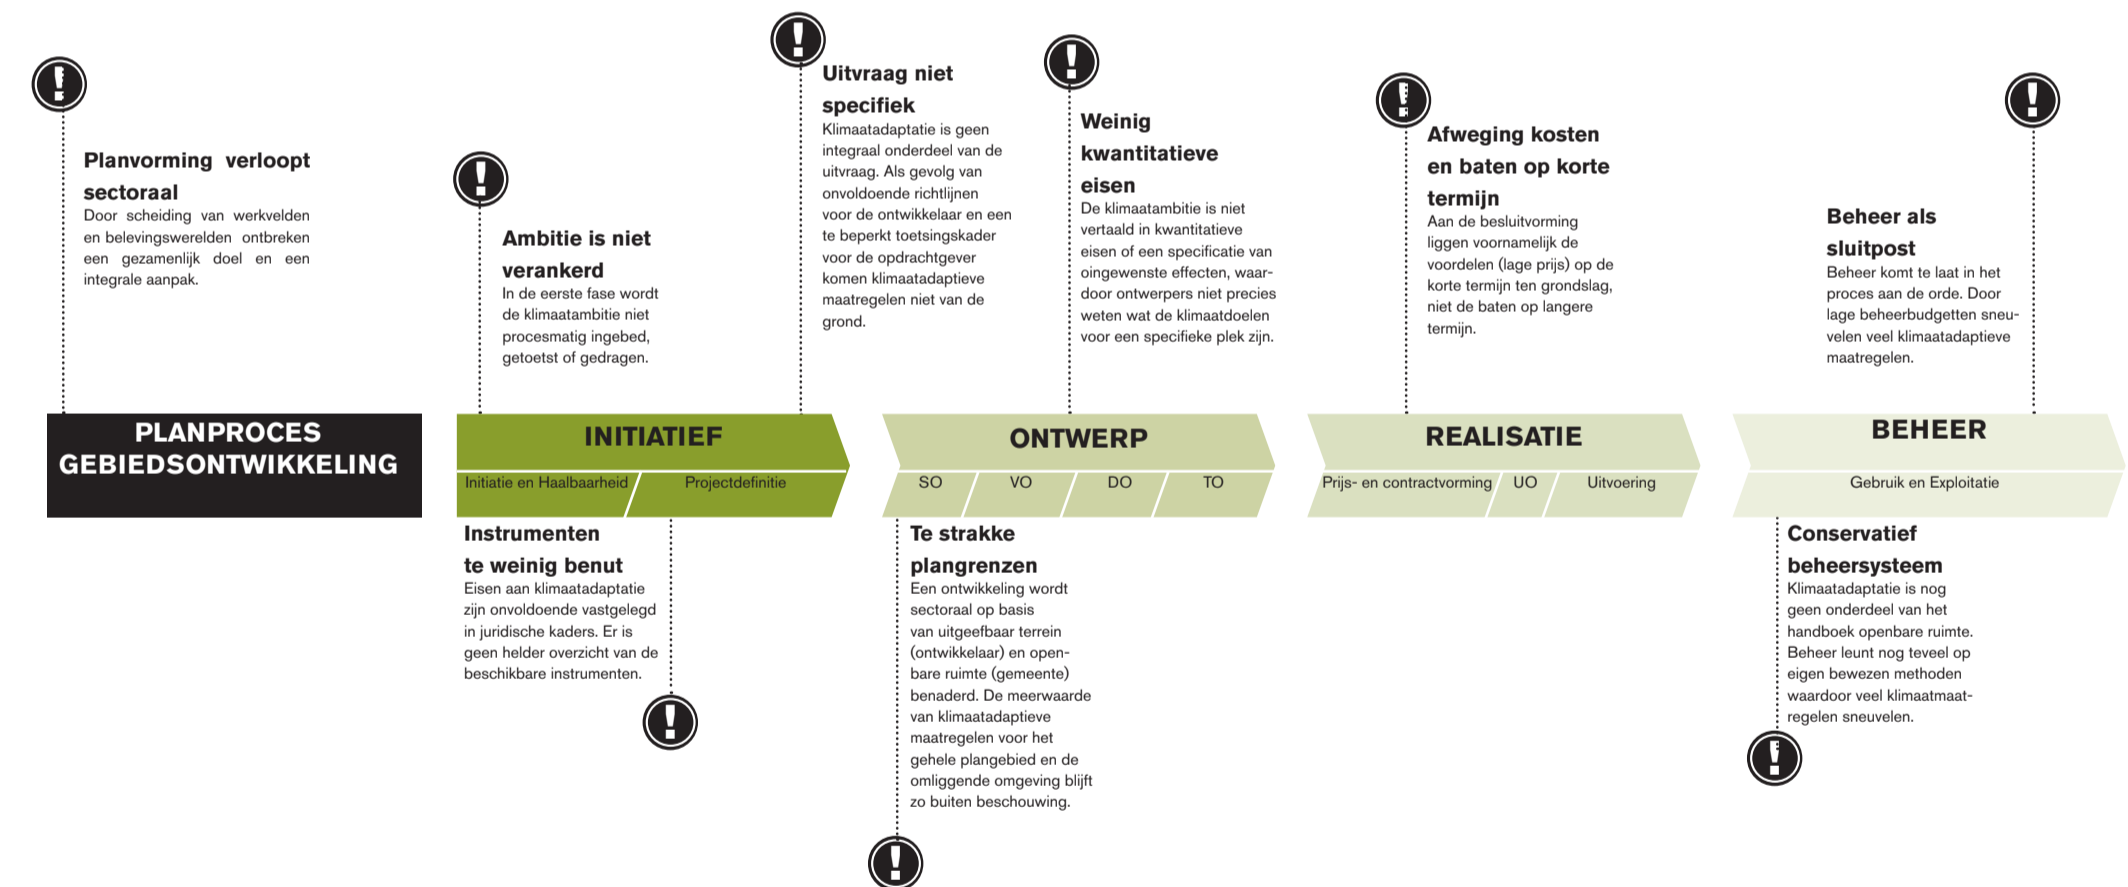 Planvorming verloopt
sectoraal
Door scheiding van werkvelden
en belevingswerelden ontbreken
een gezamenlijk doel en een
integrale aanpak.
Ambitie is niet
verankerd
In de eerste fase wordt
de klimaatambitie niet
procesmatig ingebed,
getoetst of gedragen.
Uitvraag niet
specifiek
Klimaatadaptatie is geen
integraal onderdeel van de
uitvraag. Als gevolg van
onvoldoende richtlijnen
voor de ontwikkelaar en een
te beperkt toetsingskader
voor de opdrachtgever
komen klimaatadaptieve
maatregelen niet van de
grond.
Weinig
kwantitatieve
eisen
De klimaatambitie is niet
vertaald in kwantitatieve
eisen of een specificatie van
oingewenste effecten, waar-
door ontwerpers niet precies
weten wat de klimaatdoelen
voor een specifieke plek zijn.
Afweging kosten
en baten op korte
termijn
Aan de besluitvorming
liggen voornamelijk de
voordelen (lage prijs) op de
korte termijn ten grondslag,
niet de baten op langere
termijn.
Beheer als
sluitpost
Beheer komt te laat in het
proces aan de orde. Door
lage beheerbudgetten sneu-
velen veel klimaatadaptieve
maatregelen.
PLANPROCES
GEBIEDSONTWIKKELING
INITIATIEF
Initiatie en Haalbaarheid
Projectdefinitie
ONTWERP
SO
VO
DO
TO
REALISATIE
Prijs- en contractvorming
UO
Uitvoering
BEHEER
Gebruik en Exploitatie
Instrumenten
te weinig benut
Eisen aan klimaatadaptatie
zijn onvoldoende vastgelegd
in juridische kaders. Er is
geen helder overzicht van de
beschikbare instrumenten.
Te strakke
plangrenzen
Een ontwikkeling wordt
sectoraal op basis
van uitgeefbaar terrein
(ontwikkelaar) en open-
bare ruimte (gemeente)
benaderd. De meerwaarde
van klimaatadaptieve
maatregelen voor het
gehele plangebied en de
omliggende omgeving blijft
zo buiten beschouwing.
Conservatief
beheersysteem
Klimaatadaptatie is nog
geen onderdeel van het
handboek openbare ruimte.
Beheer leunt nog teveel op
eigen bewezen methoden
waardoor veel klimaatmaat-
regelen sneuvelen.